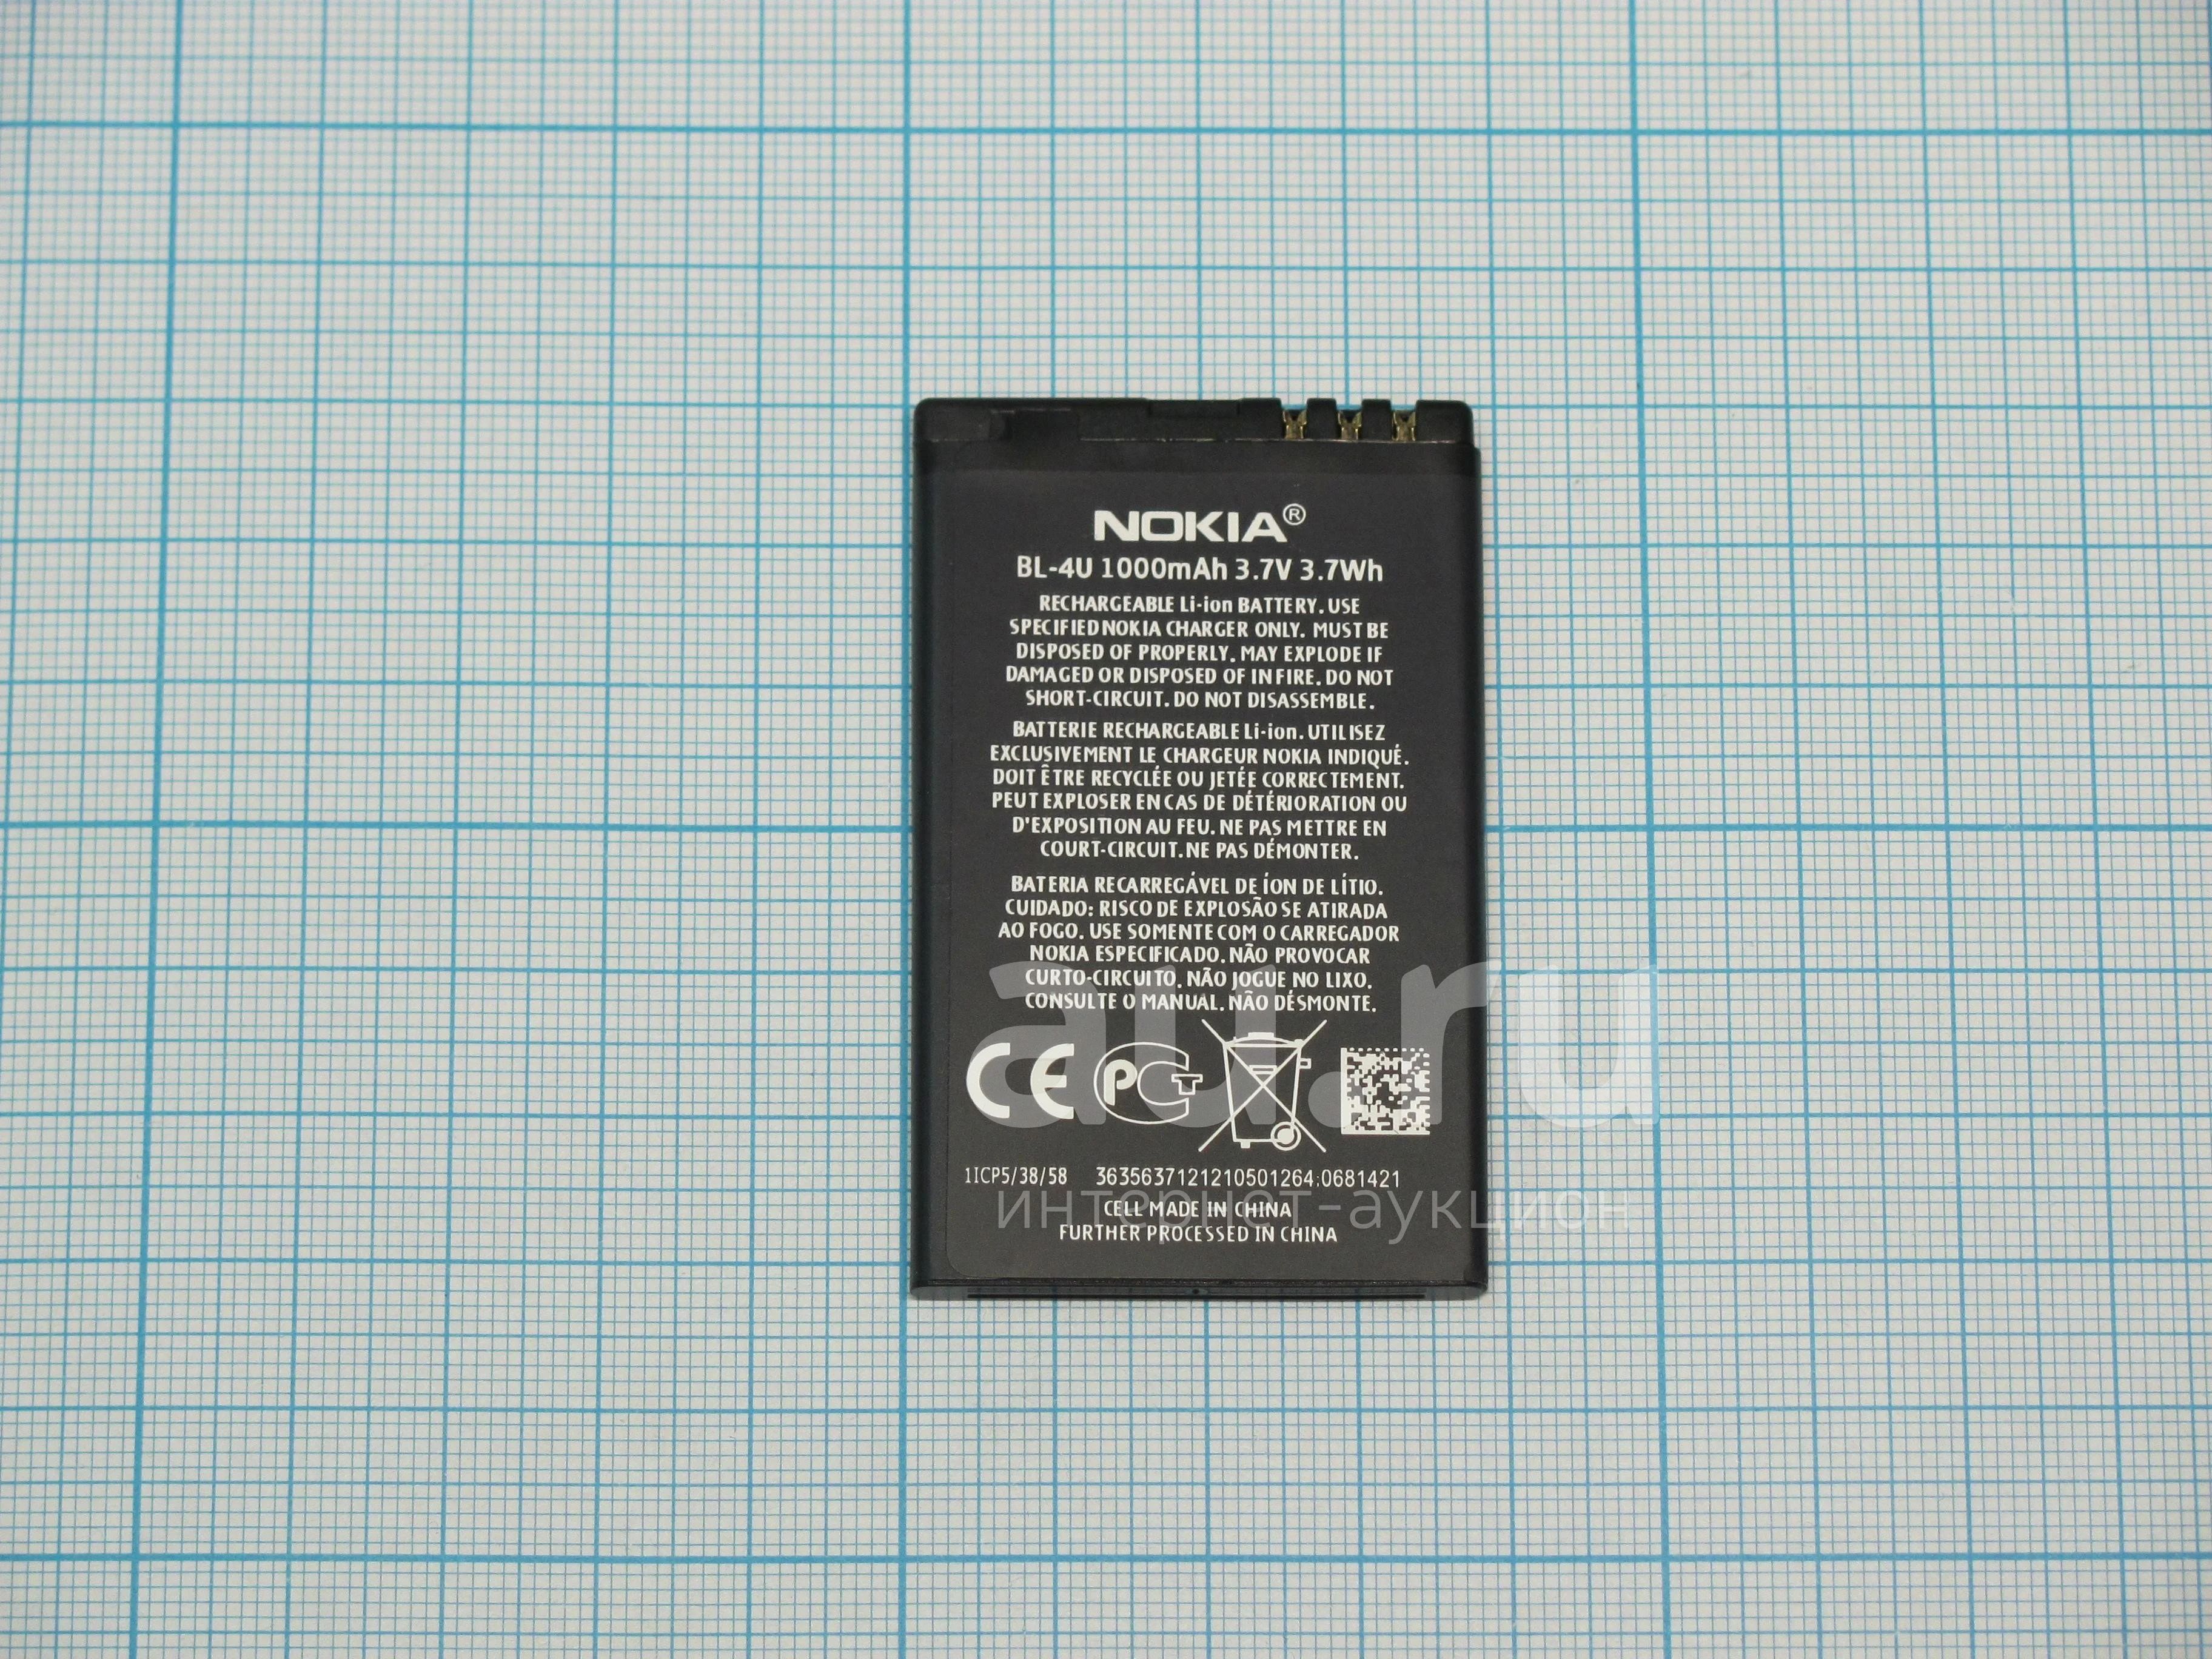 NOKIA®
BL-4U 1000mAh 3.7V 3.7Wh
RECHARGEABLE Li-ion BATTERY. USE
SPECIFIED NOKIA CHARGER ONLY. MUST BE
DISPOSED OF PROPERLY. MAY EXPLODE IF
DAMAGED OR DISPOSED OF IN FIRE. DO NOT
SHORT-CIRCUIT. DO NOT DISASSEMBLE.
BATTERIE RECHARGEABLE Li-ion. UTILISEZ
EXCLUSIVEMENT LE CHARGEUR NOKIA INDIQUÉ.
DOIT ÊTRE RECYCLÉE OU JETÉE CORRECTEMENT.
PEUT EXPLOSER EN CAS DE DÉTÉRIORATION OU
D'EXPOSITION AU FEU. NE PAS METTRE EN
COURT-CIRCUIT. NE PAS DÉMONTER.
BATERIA RECARREGÁVEL DE ÍON DE LÍTIO.
CUIDADO: RISCO DE EXPLOSÃO SE ATIRADA
AO FOGO. USE SOMENTE COM O CARREGADOR
NOKIA ESPECIFICADO. NÃO PROVOCAR
CURTO-CIRCUITO. NÃO JOGUE NO LIXO.
CONSULTE O MANUAL. NÃO DÉSMONTE.
au.ru
CE PCT
1ICP5/38/58 3635637121210501264;0681421
интернет-аукцион
CELL MADE IN CHINA
FURTHER PROCESSED IN CHINA